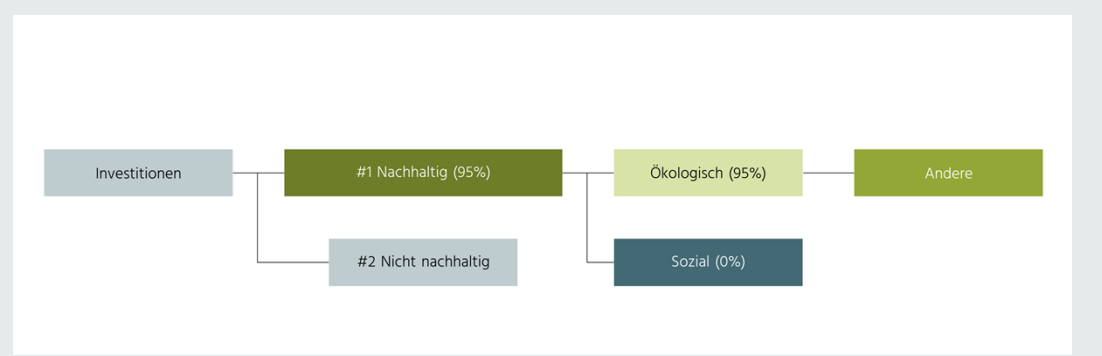 Investitionen
#1 Nachhaltig (95%)
Ökologisch (95%)
Andere
#2 Nicht nachhaltig
Sozial (0%)